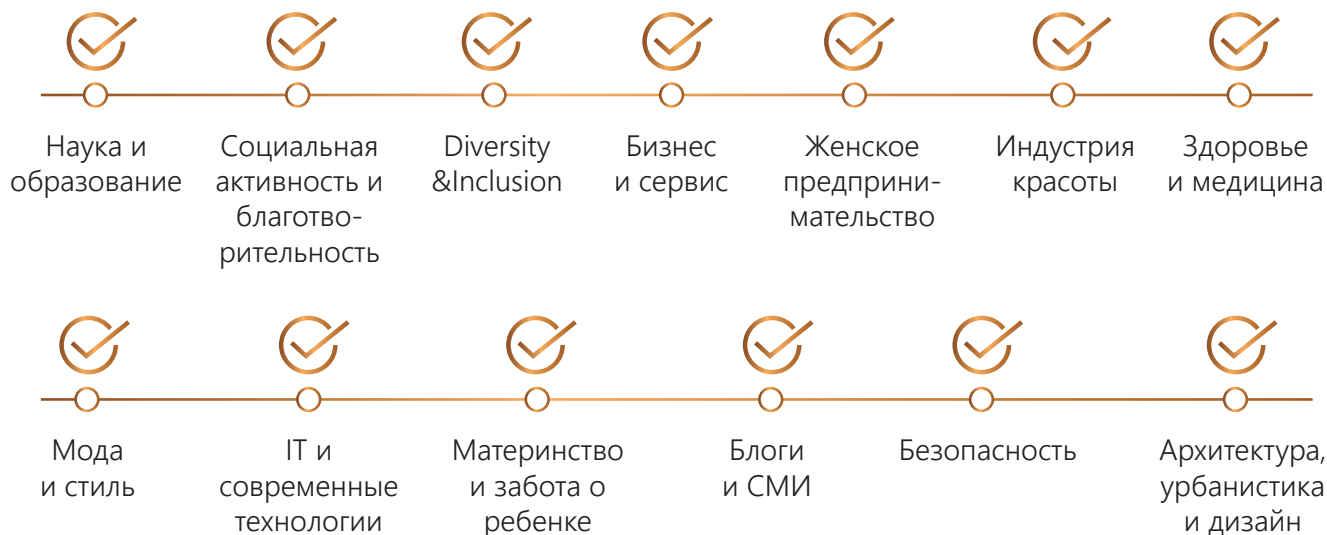 Наука и
образование
Социальная
активность и
благотво-
рительность
Diversity
&Inclusion
Бизнес
и сервис
Женское
предприни-
мательство
Индустрия
красоты
Здоровье
и медицина
Мода
и стиль
IT и
современные
технологии
Материнство
и забота о
ребенке
Блоги
и СМИ
Безопасность
Архитектура,
урбанистика
и дизайн